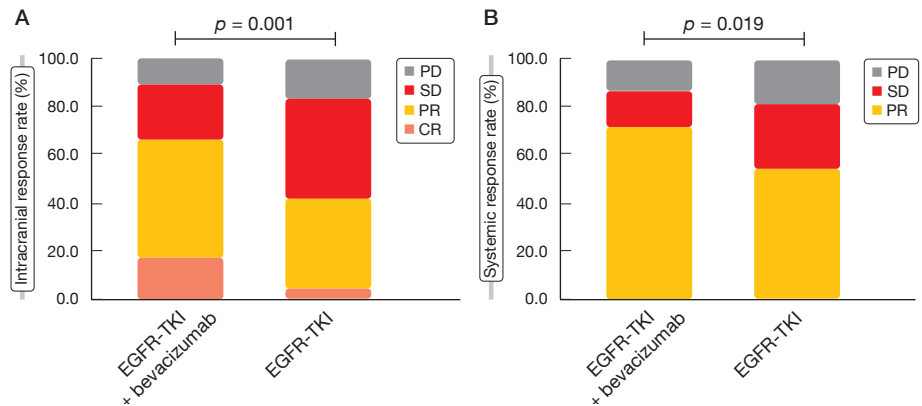 A
p = 0.001
Intracranial response rate (%)
100.0
80.0
60.0
40.0
20.0
0.0
PD
SD
PR
CR
EGFR-TKI
+ bevacizumab
EGFR-TKI
B
p = 0.019
Systemic response rate (%)
100.0
80.0
60.0
40.0
20.0
0.0
PD
SD
PR
EGFR-TKI
+ bevacizumab
EGFR-TKI